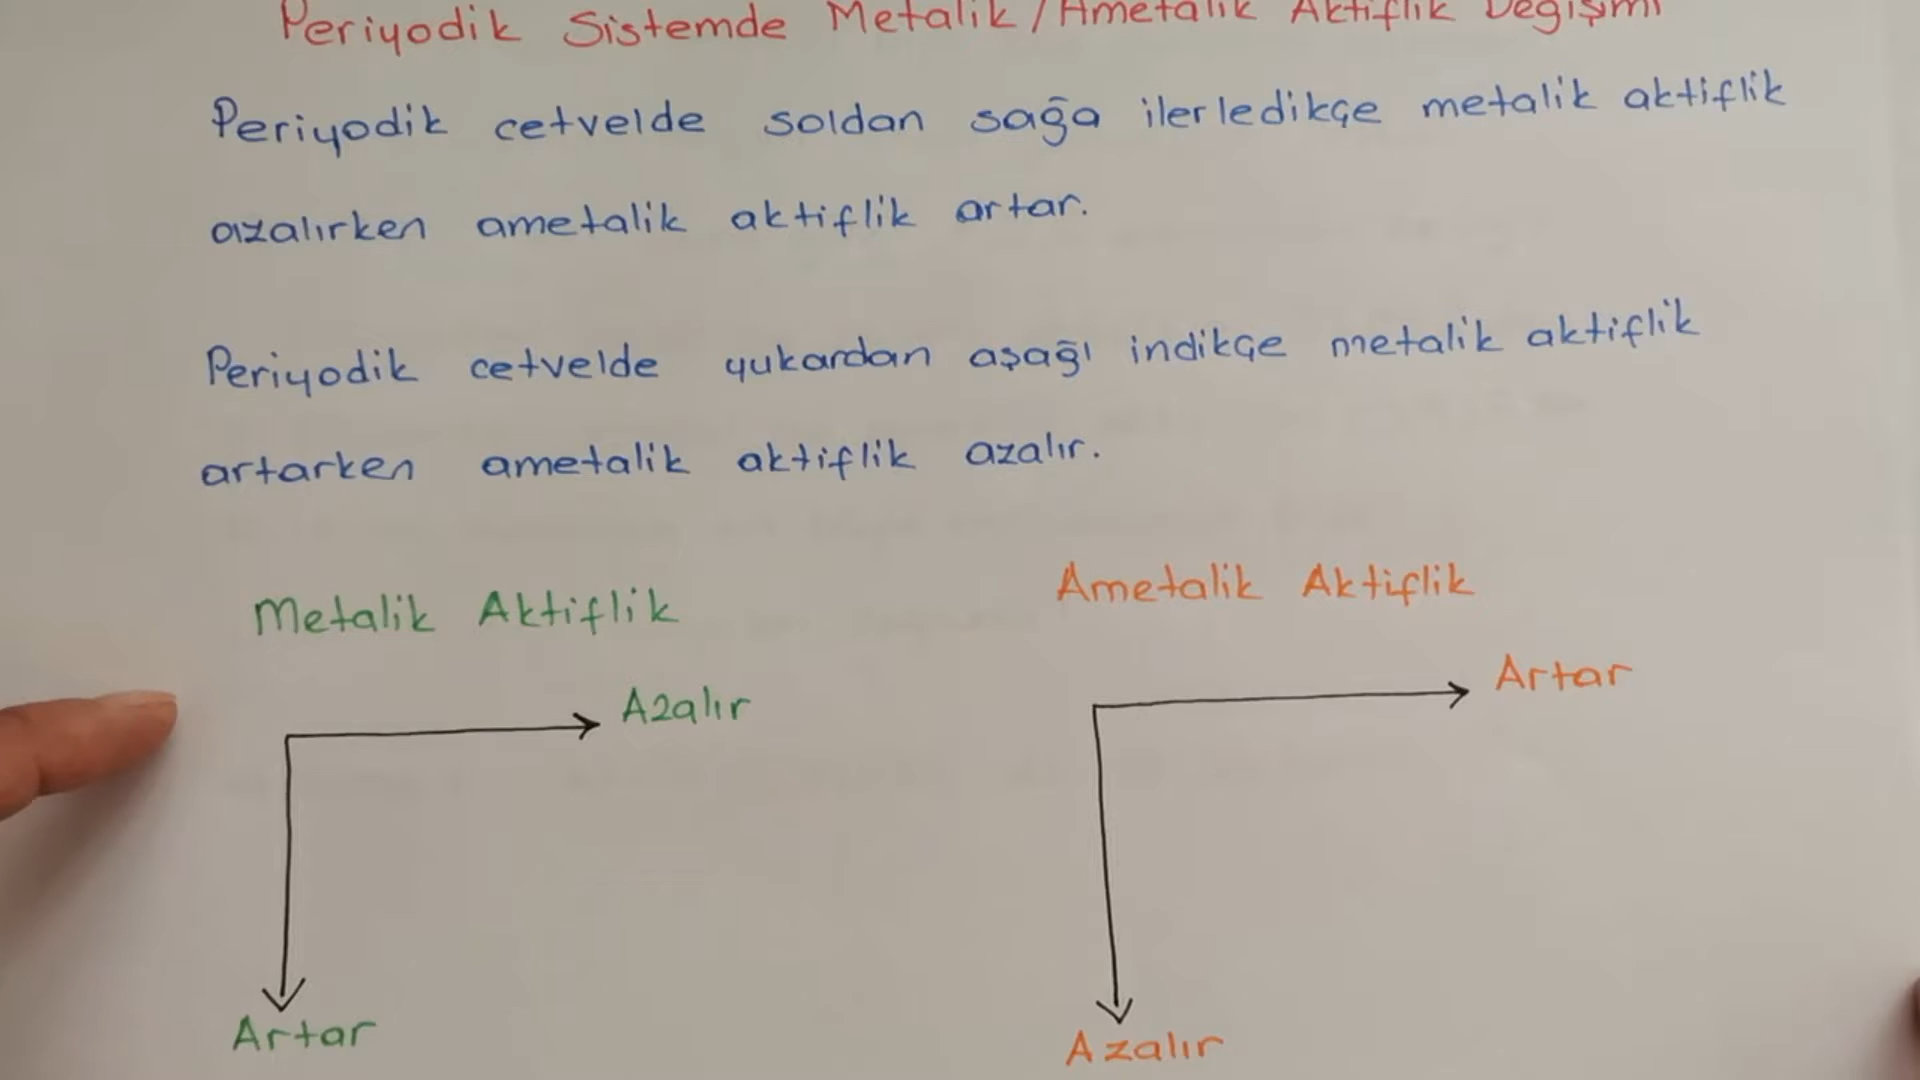 Periyodik Sistemde Metalik / Ametalik Aktiflik Değişimi
Periyodik cetvelde soldan sağa ilerledikçe metalik aktiflik
azalırken ametalik aktiflik artar.
Periyodik cetvelde yukardan aşağı indikçe metalik aktiflik
artarken ametalik aktiflik azalır.
Metalik Aktiflik
Azalır
Artar
Ametalik Aktiflik
Artar
Azalır